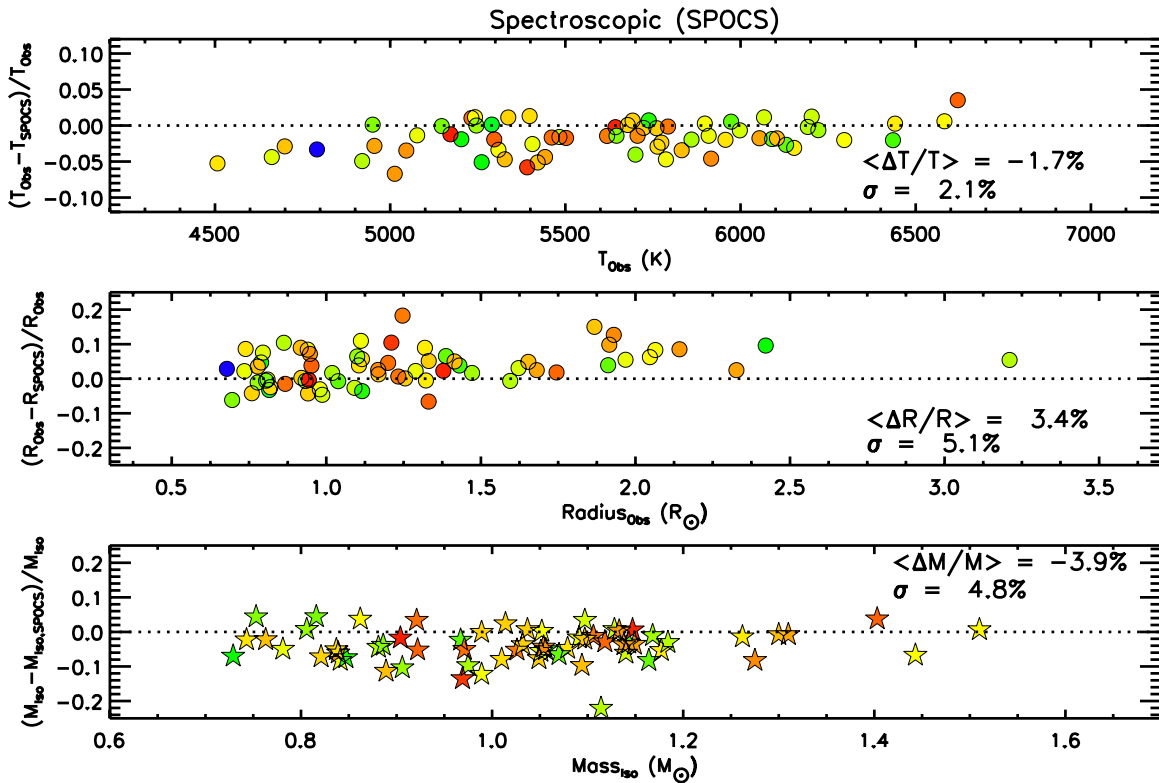 Spectroscopic (SPOCS)
(T_Obs − T_SPOCS)/T_Obs
0.10
0.05
0.00
−0.05
−0.10
<ΔT/T> = −1.7%
σ = 2.1%
4500 5000 5500 6000 6500 7000
T_Obs (K)
(R_Obs − R_SPOCS)/R_Obs
0.2
0.1
0.0
−0.1
−0.2
<ΔR/R> = 3.4%
σ = 5.1%
0.5 1.0 1.5 2.0 2.5 3.0 3.5
Radius_Obs (R_⊙)
(M_Iso − M_Iso,SPOCS)/M_Iso
0.2
0.1
0.0
−0.1
−0.2
<ΔM/M> = −3.9%
σ = 4.8%
0.6 0.8 1.0 1.2 1.4 1.6
Mass_Iso (M_⊙)